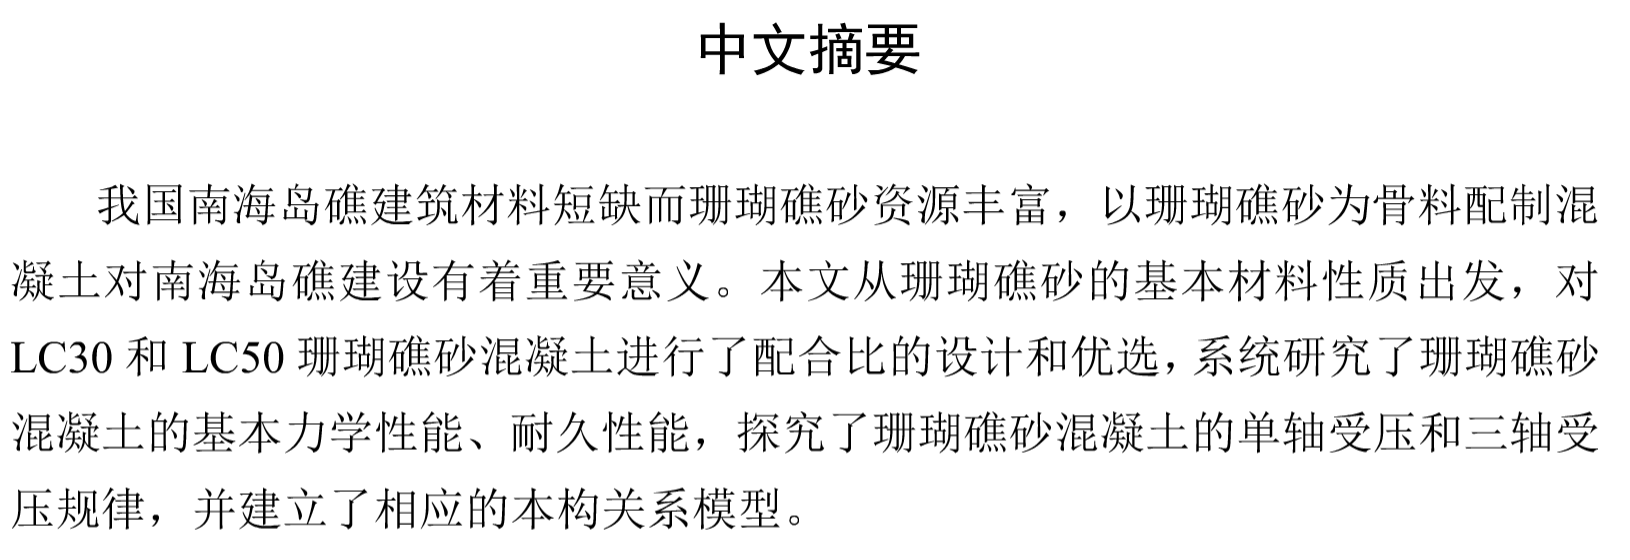 中文摘要
我国南海岛礁建筑材料短缺而珊瑚礁砂资源丰富，以珊瑚礁砂为骨料配制混
凝土对南海岛礁建设有着重要意义。本文从珊瑚礁砂的基本材料性质出发，对
LC30 和 LC50 珊瑚礁砂混凝土进行了配合比的设计和优选，系统研究了珊瑚礁砂
混凝土的基本力学性能、耐久性能，探究了珊瑚礁砂混凝土的单轴受压和三轴受
压规律，并建立了相应的本构关系模型。